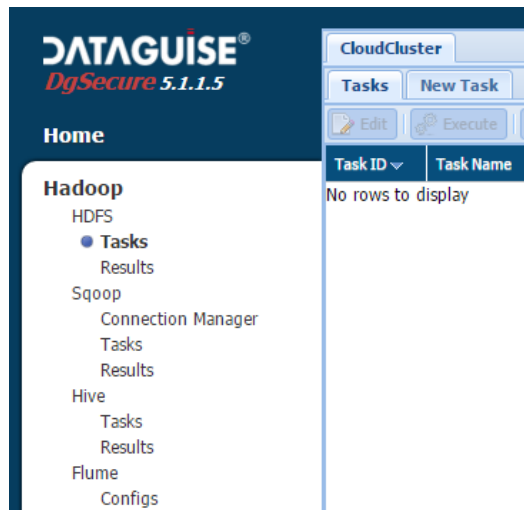 DATAGUISE®
DgSecure 5.1.1.5
Home
Hadoop
HDFS
Tasks
Results
Sqoop
Connection Manager
Tasks
Results
Hive
Tasks
Results
Flume
Configs
CloudCluster
Tasks New Task
Edit Execute
Task ID Task Name
No rows to display